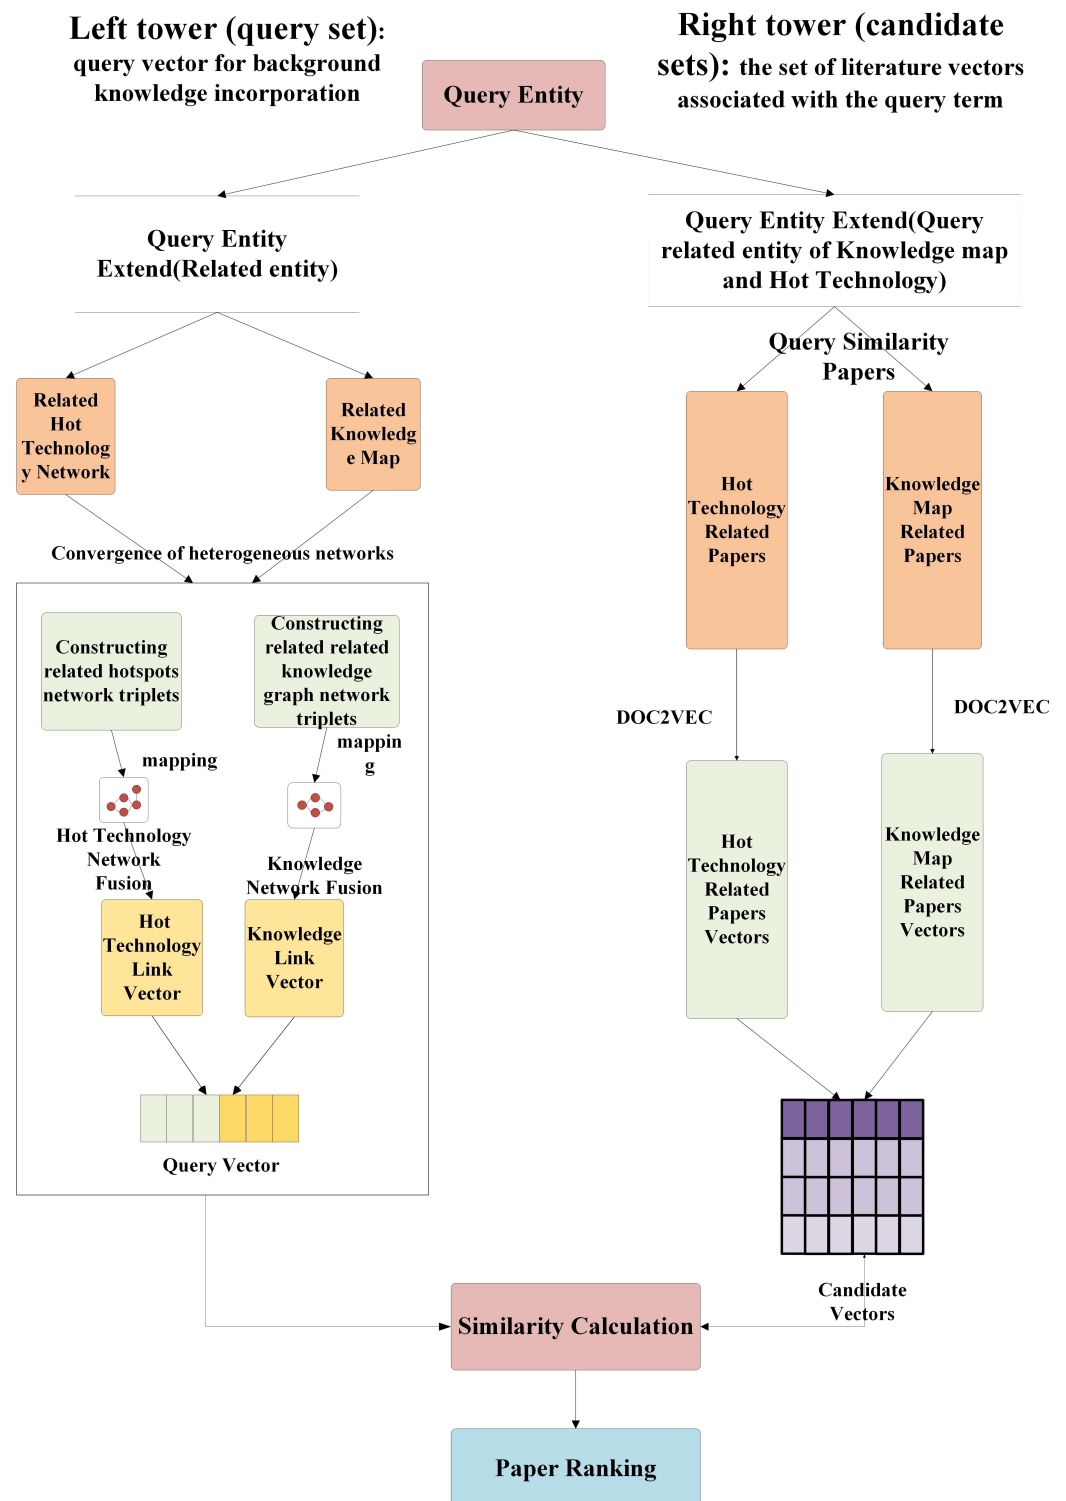 Left tower (query set):
query vector for background
knowledge incorporation
Right tower (candidate
sets): the set of literature vectors
associated with the query term
Query Entity
Query Entity
Extend(Related entity)
Query Entity Extend(Query
related entity of Knowledge map
and Hot Technology)
Query Similarity
Papers
Related
Hot
Technolog
y Network
Related
Knowledg
e Map
Hot
Technology
Related
Papers
Knowledge
Map
Related
Papers
Convergence of heterogeneous networks
Constructing
related hotspots
network triplets
Constructing
related related
knowledge
graph network
triplets
mapping
mappin
g
DOC2VEC
DOC2VEC
Hot Technology
Network
Fusion
Knowledge
Network Fusion
Hot
Technology
Link
Vector
Knowledge
Link
Vector
Hot
Technology
Related
Papers
Vectors
Knowledge
Map
Related
Papers
Vectors
Query Vector
Candidate
Vectors
Similarity Calculation
Paper Ranking